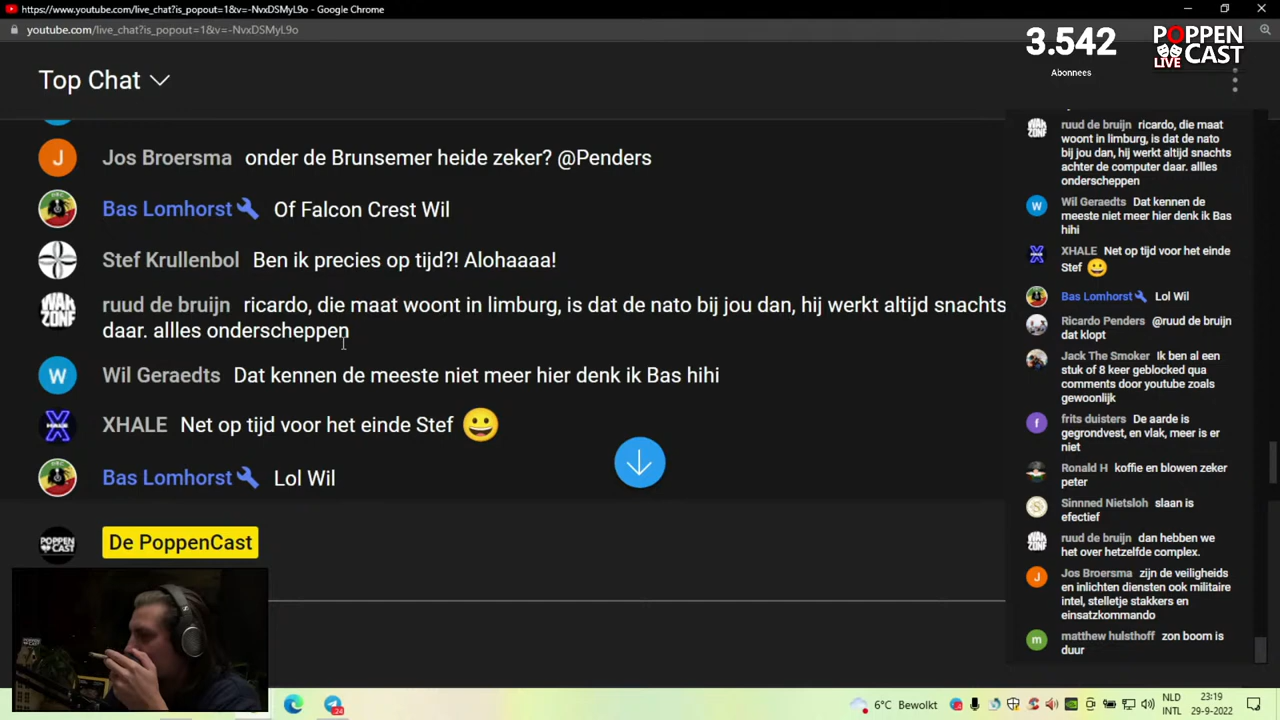 https://www.youtube.com/live_chat?is_popout=1&v=-NvxDSMyL9o - Google Chrome
youtube.com/live_chat?is_popout=1&v=-NvxDSMyL9o
3.542
Abonnees
POPPEN
CAST
LIVE
Top Chat
Jos Broersma onder de Brunsemer heide zeker? @Penders
Bas Lomhorst Of Falcon Crest Wil
Stef Krullenbol Ben ik precies op tijd?! Alohaaaa!
ruud de bruijn ricardo, die maat woont in limburg, is dat de nato bij jou dan, hij werkt altijd snachts
daar. allles onderscheppen
Wil Geraedts Dat kennen de meeste niet meer hier denk ik Bas hihi
XHALE Net op tijd voor het einde Stef 😀
Bas Lomhorst Lol Wil
De PoppenCast
ruud de bruijn ricardo, die maat
woont in limburg, is dat de nato
bij jou dan, hij werkt altijd snachts
achter de computer daar. allles
onderscheppen
Wil Geraedts Dat kennen de
meeste niet meer hier denk ik Bas
hihi
XHALE Net op tijd voor het einde
Stef 😀
Bas Lomhorst Lol Wil
Ricardo Penders @ruud de bruijn
dat klopt
Jack The Smoker Ik ben al een
stuk of 8 keer geblocked qua
comments door youtube zoals
gewoonlijk
frits duisters De aarde is
gegrondvest, en vlak, meer is er
niet
Ronald H koffie en blowen zeker
peter
Sinnned Nietsloh slaan is
efectief
ruud de bruijn dan hebben we
het over hetzelfde complex.
Jos Broersma zijn de veiligheids
en inlichten diensten ook militaire
intel, stelletje stakkers en
einsatzkommando
matthew hulsthoff zon boom is
duur
6°C Bewolkt
NLD
INTL
23:19
29-9-2022